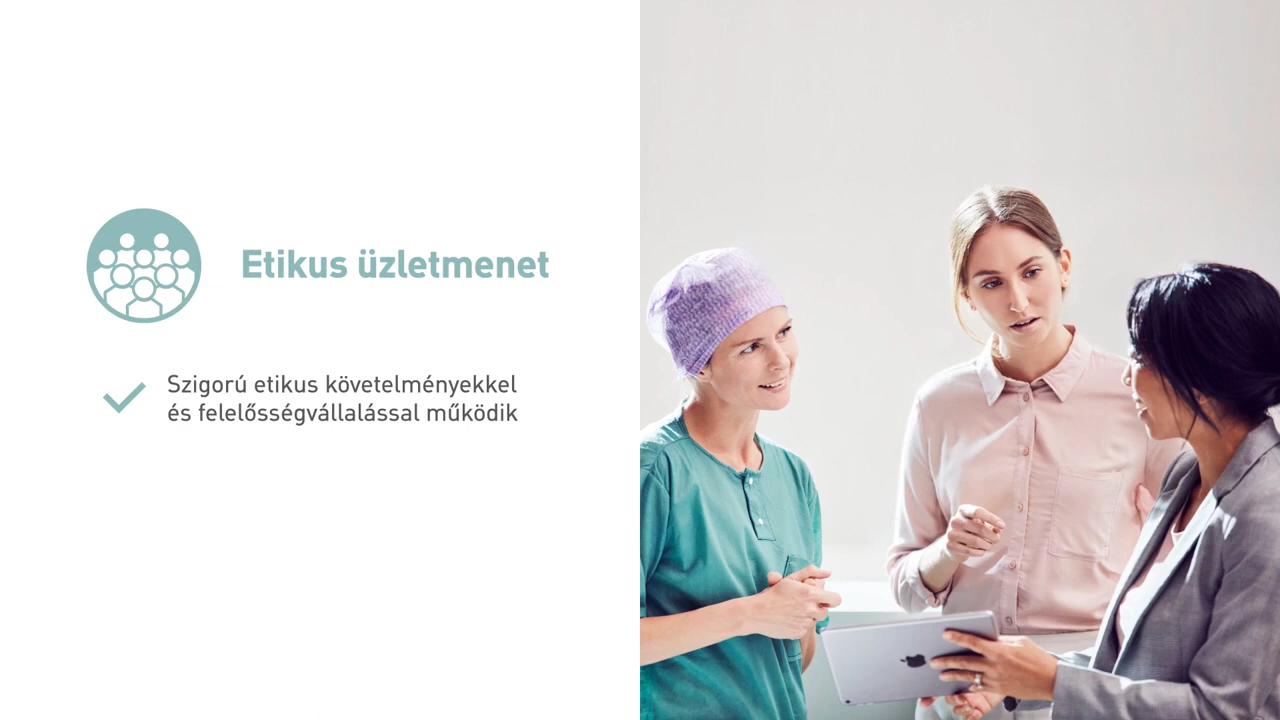 Etikus üzletmenet
Szigorú etikus követelményekkel
és felelősségvállalással működik